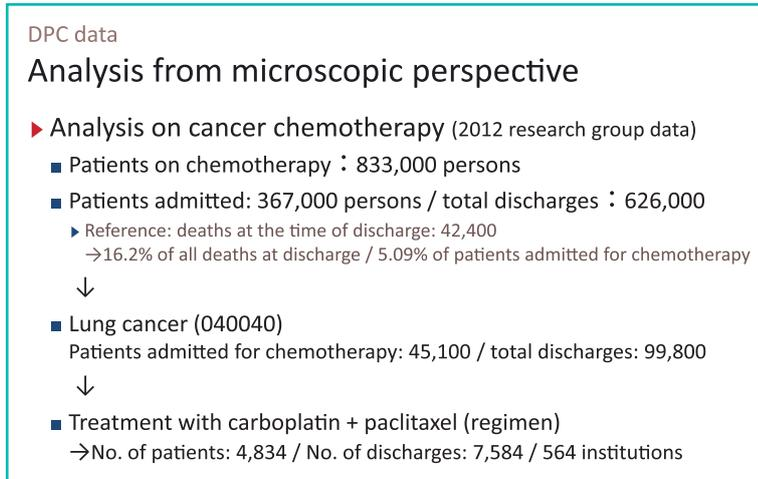 DPC data
Analysis from microscopic perspective
Analysis on cancer chemotherapy (2012 research group data)
Patients on chemotherapy：833,000 persons
Patients admitted: 367,000 persons / total discharges：626,000
Reference: deaths at the time of discharge: 42,400
→16.2% of all deaths at discharge / 5.09% of patients admitted for chemotherapy
↓
Lung cancer (040040)
Patients admitted for chemotherapy: 45,100 / total discharges: 99,800
↓
Treatment with carboplatin + paclitaxel (regimen)
→No. of patients: 4,834 / No. of discharges: 7,584 / 564 institutions